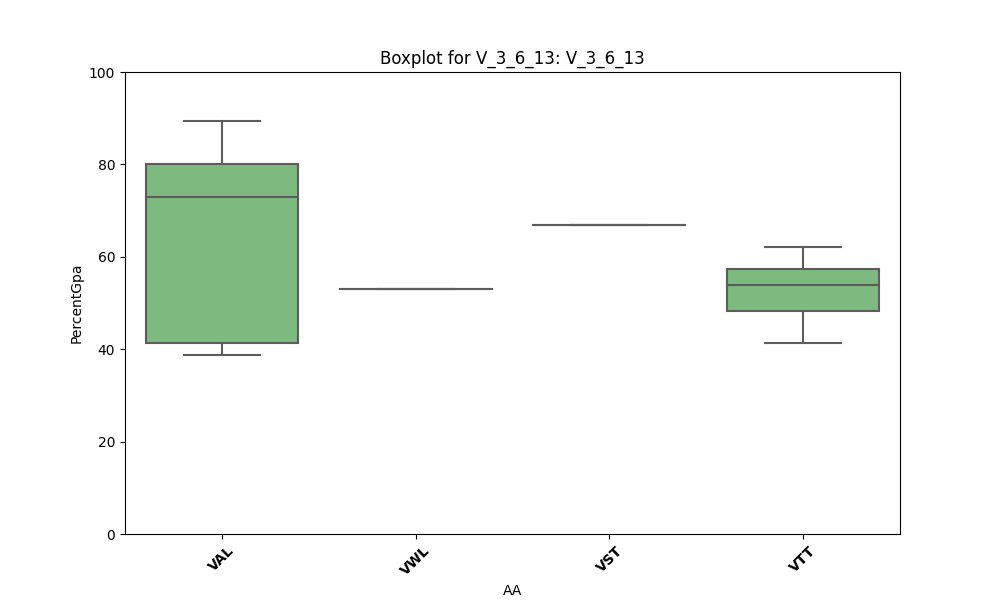 Boxplot for V_3_6_13: V_3_6_13
100
80
60
40
20
0
PercentGpa
VAL
VWL
VST
VTT
AA